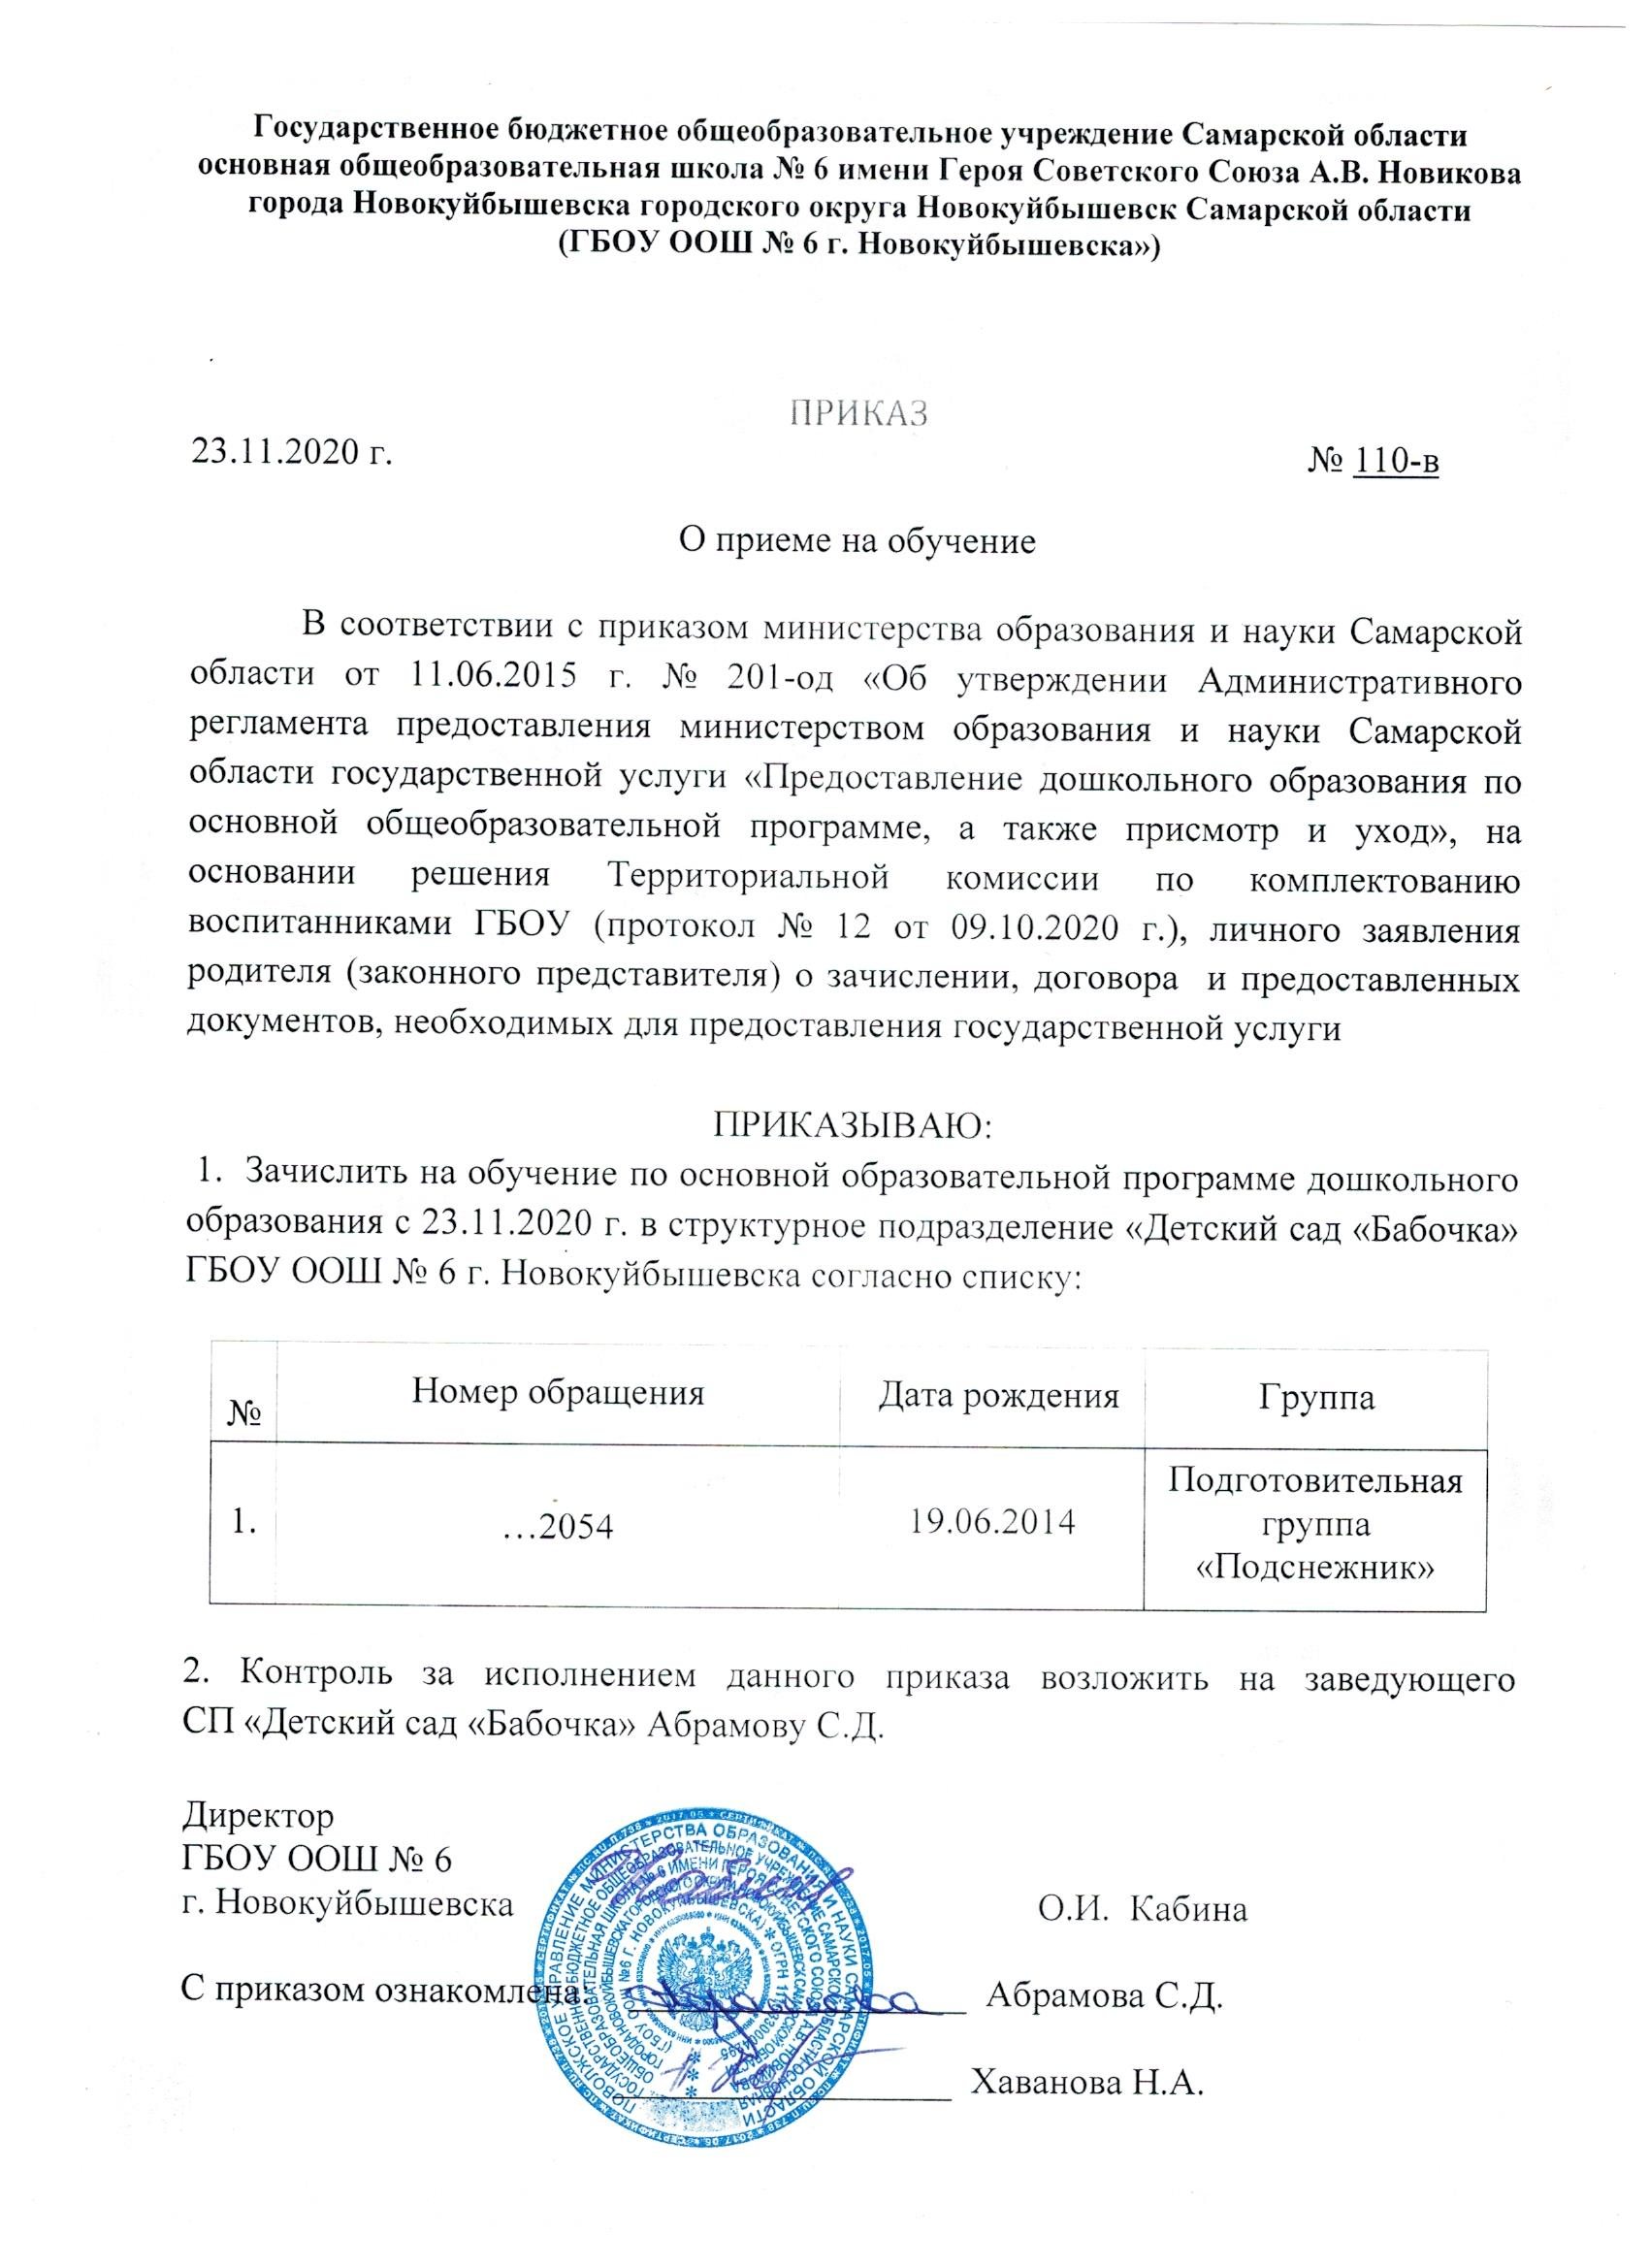 Государственное бюджетное общеобразовательное учреждение Самарской области
основная общеобразовательная школа № 6 имени Героя Советского Союза А.В. Новикова
города Новокуйбышевска городского округа Новокуйбышевск Самарской области
(ГБОУ ООШ № 6 г. Новокуйбышевска»)
ПРИКАЗ
23.11.2020 г. № 110-в
О приеме на обучение
В соответствии с приказом министерства образования и науки Самарской
области от 11.06.2015 г. № 201-од «Об утверждении Административного
регламента предоставления министерством образования и науки Самарской
области государственной услуги «Предоставление дошкольного образования по
основной общеобразовательной программе, а также присмотр и уход», на
основании решения Территориальной комиссии по комплектованию
воспитанниками ГБОУ (протокол № 12 от 09.10.2020 г.), личного заявления
родителя (законного представителя) о зачислении, договора и предоставленных
документов, необходимых для предоставления государственной услуги
ПРИКАЗЫВАЮ:
1. Зачислить на обучение по основной образовательной программе дошкольного
образования с 23.11.2020 г. в структурное подразделение «Детский сад «Бабочка»
ГБОУ ООШ № 6 г. Новокуйбышевска согласно списку:
№ Номер обращения Дата рождения Группа
1. …2054 19.06.2014 Подготовительная
группа
«Подснежник»
2. Контроль за исполнением данного приказа возложить на заведующего
СП «Детский сад «Бабочка» Абрамову С.Д.
Директор
ГБОУ ООШ № 6
г. Новокуйбышевска О.И. Кабина
С приказом ознакомлена: Абрамова С.Д.
Хаванова Н.А.